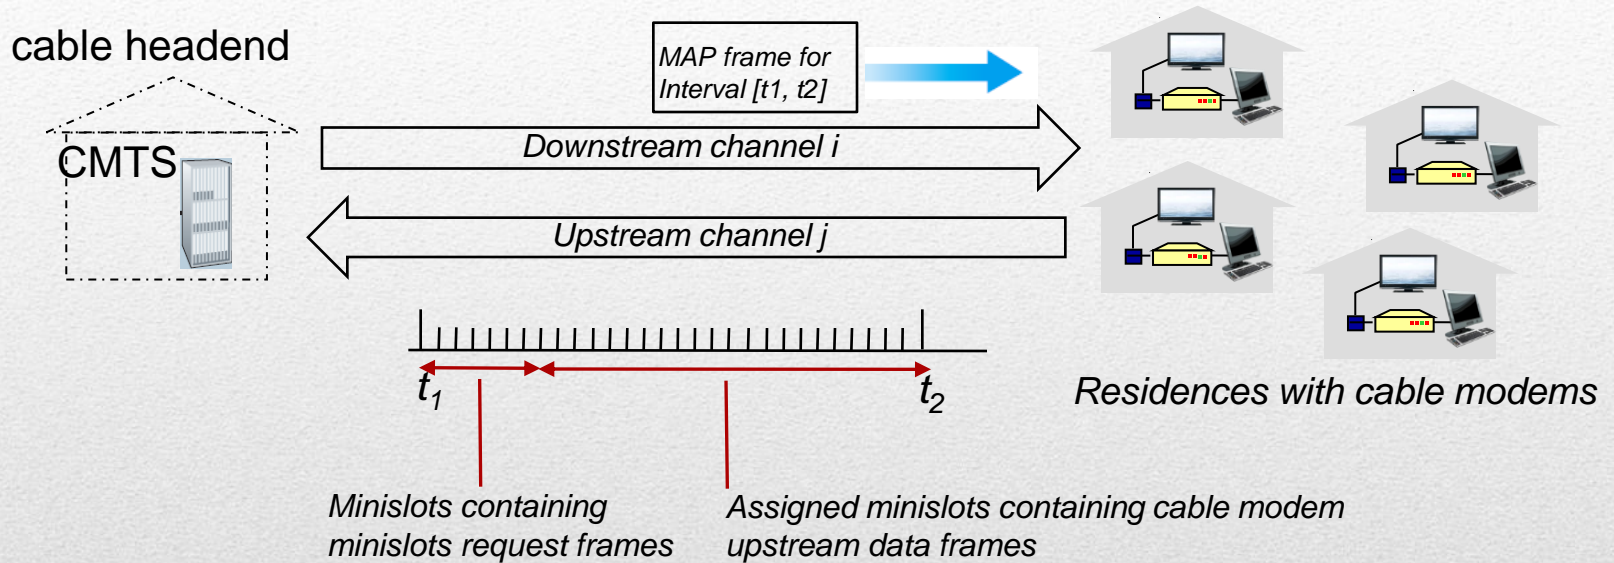 cable headend
MAP frame for
Interval [t1, t2]
CMTS
Downstream channel i
Upstream channel j
t1
t2
Residences with cable modems
Minislots containing
minislots request frames
Assigned minislots containing cable modem
upstream data frames